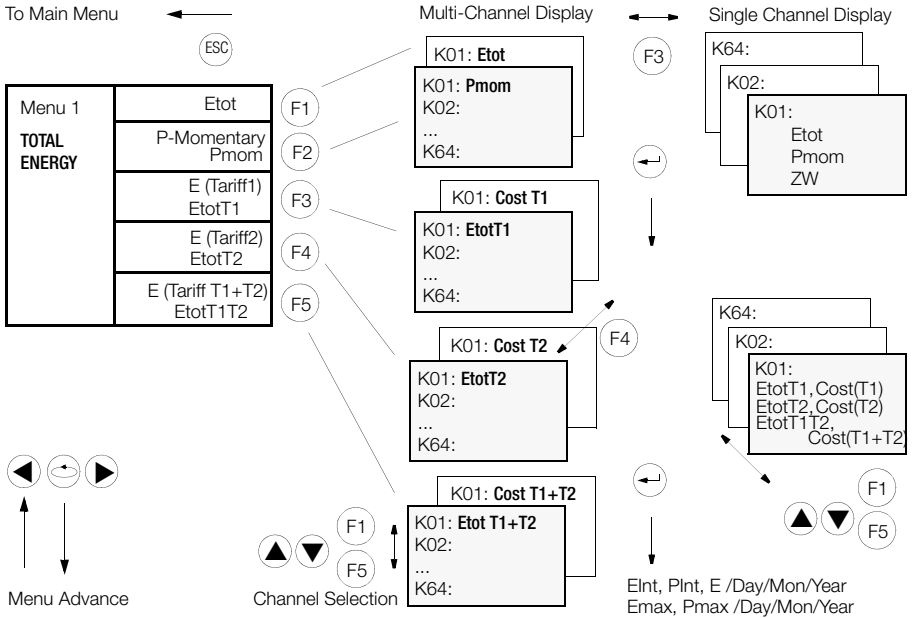 To Main Menu
ESC
Multi-Channel Display
Single Channel Display
F3
Menu 1
TOTAL
ENERGY
Etot
F1
P-Momentary
Pmom
F2
E (Tariff1)
EtotT1
F3
E (Tariff2)
EtotT2
F4
E (Tariff T1+T2)
EtotT1T2
F5
K01: Etot
K01: Pmom
K02:
...
K64:
K01: Cost T1
K01: EtotT1
K02:
...
K64:
K01: Cost T2
K01: EtotT2
K02:
...
K64:
F4
K01: Cost T1+T2
K01: Etot T1+T2
K02:
...
K64:
K64:
K02:
K01:
Etot
Pmom
ZW
K64:
K02:
K01:
EtotT1, Cost(T1)
EtotT2, Cost(T2)
EtotT1T2,
Cost(T1+T2)
F1
F5
Menu Advance
F1
F5
Channel Selection
EInt, PInt, E /Day/Mon/Year
Emax, Pmax /Day/Mon/Year